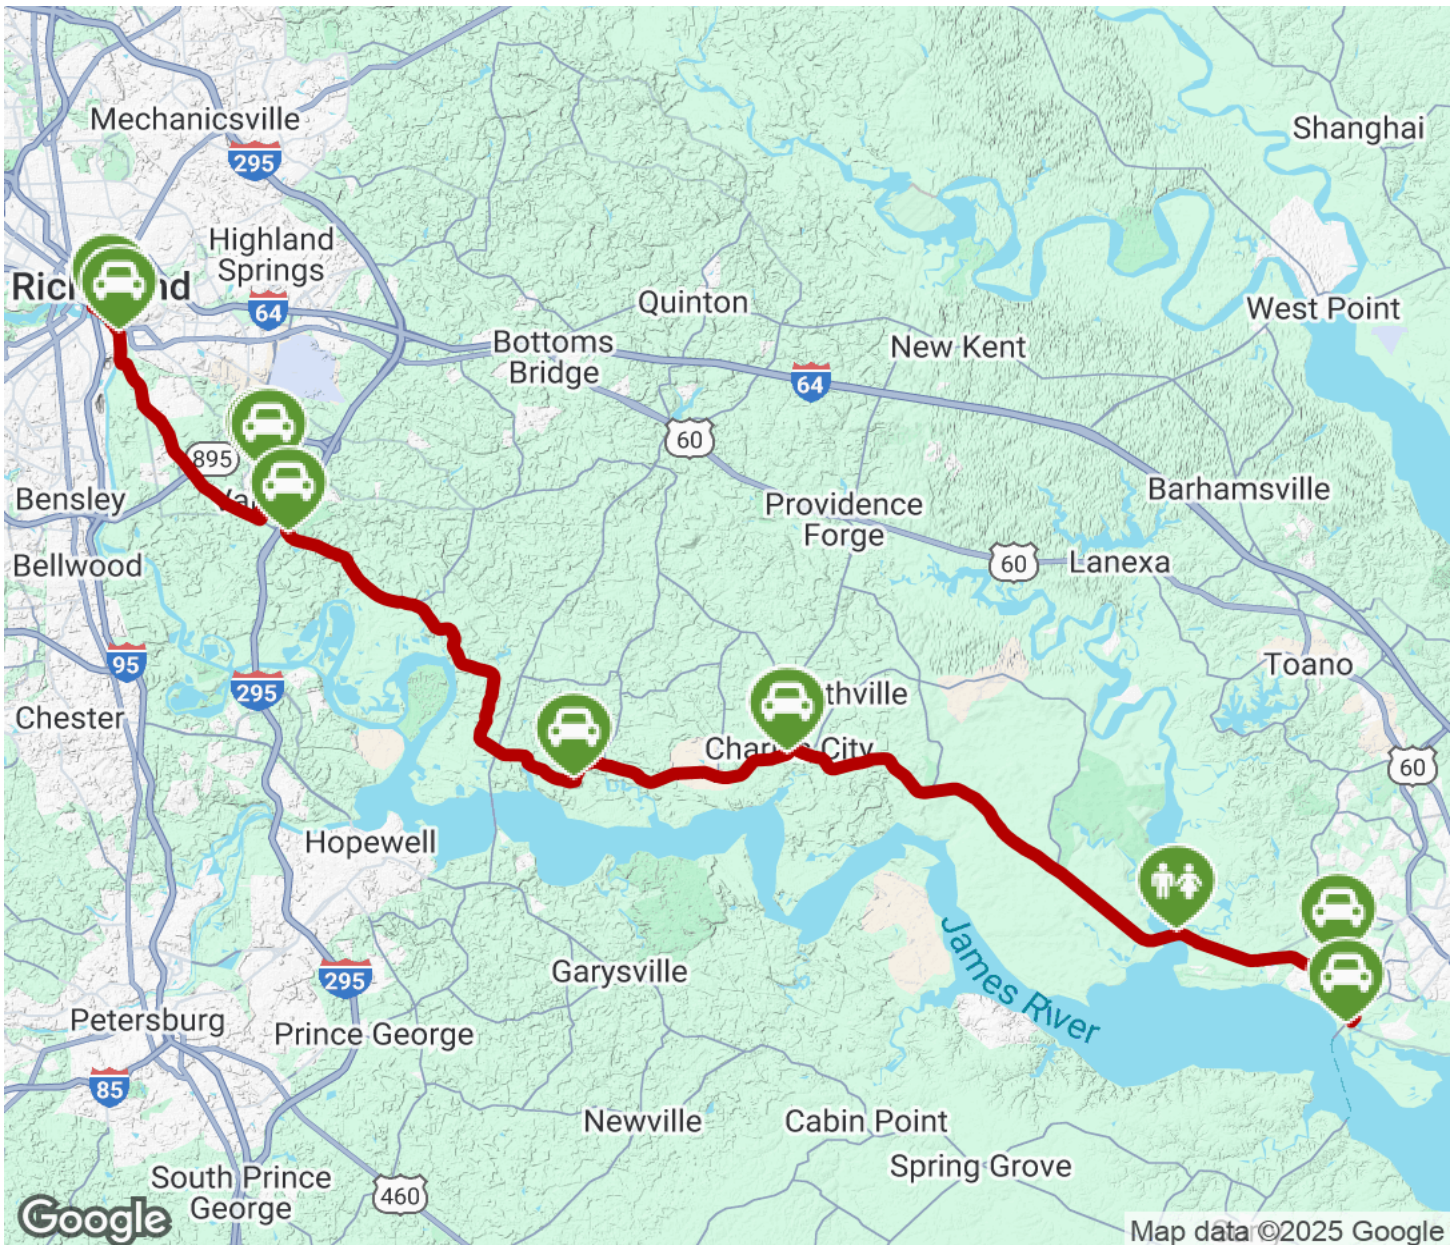 Mechanicsville
Shanghai
295
Highland
Springs
64
Quinton
West Point
Bottoms
Bridge
New Kent
64
60
895
Bensley
Barhamsville
Providence
Forge
60
Lanexa
Bellwood
95
295
Toano
Chester
Charles City
60
Hopewell
James River
Garysville
295
Petersburg
Prince George
85
Newville
Cabin Point
Spring Grove
South Prince
George
460
Google
Map data ©2025 Google